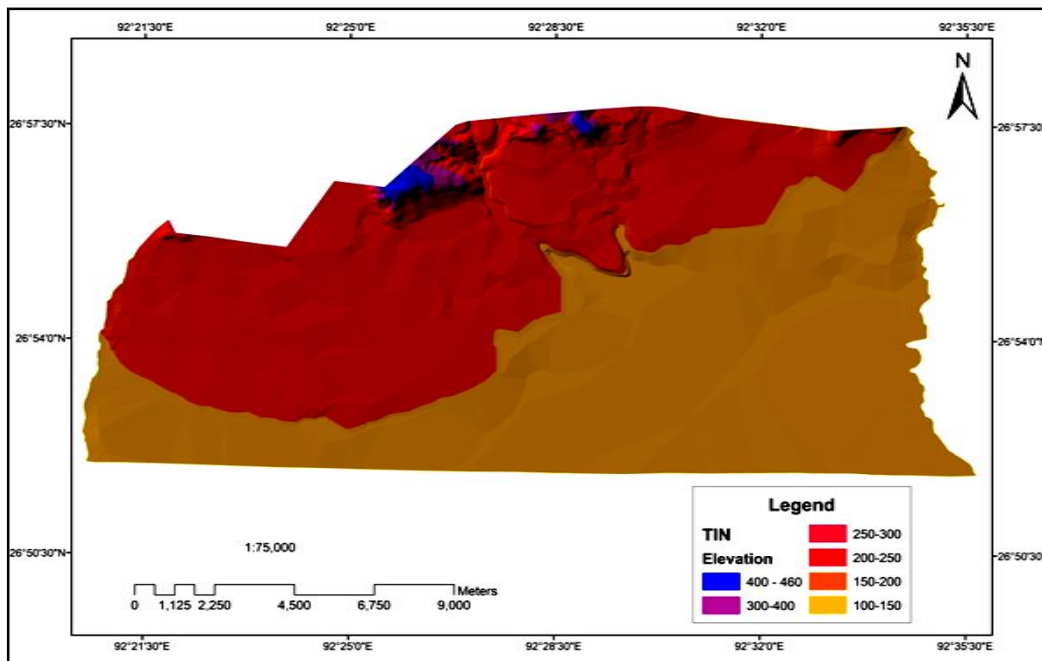 92°21'30"E 92°25'0"E 92°28'30"E 92°32'0"E 92°35'30"E
N
26°57'30"N 26°57'30"
26°54'0"N 26°54'0"N
Legend
TIN
Elevation
400 - 460
300-400
250-300
200-250
150-200
100-150
26°50'30"N 26°50'30"
1:75,000
Meters
0 1,125 2,250 4,500 6,750 9,000
92°21'30"E 92°25'0"E 92°28'30"E 92°32'0"E 92°35'30"E